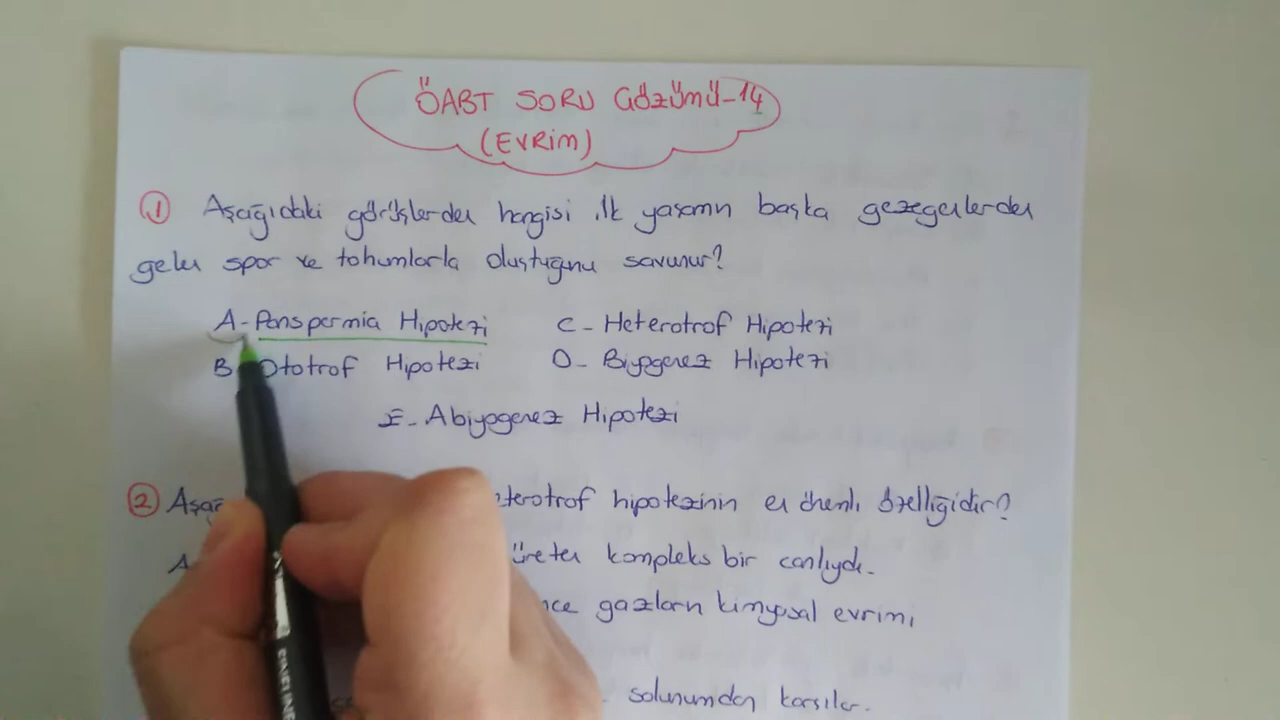 ÖABT SORU ÇÖZÜMÜ-14
(EVRİM)
1 Aşağıdaki görüşlerden hangisi ilk yaşamın başka gezegenlerden
gelen spor ve tohumlarla oluştuğunu savunur?
A- Panspermia Hipotezi C- Heterotrof Hipotezi
B Ototrof Hipotezi D- Biyogenez Hipotezi
E- Abiyogenez Hipotezi
2 hipotezinin en önemli özelliğidir?
A üreten kompleks bir canlıydı.
gazların kimyasal evrimi
solunumdan karşılar.